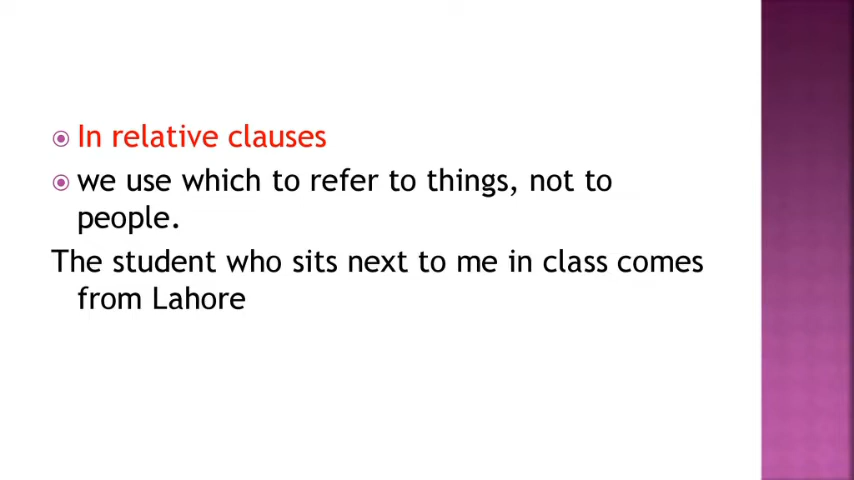 In relative clauses
we use which to refer to things, not to
people.
The student who sits next to me in class comes
from Lahore